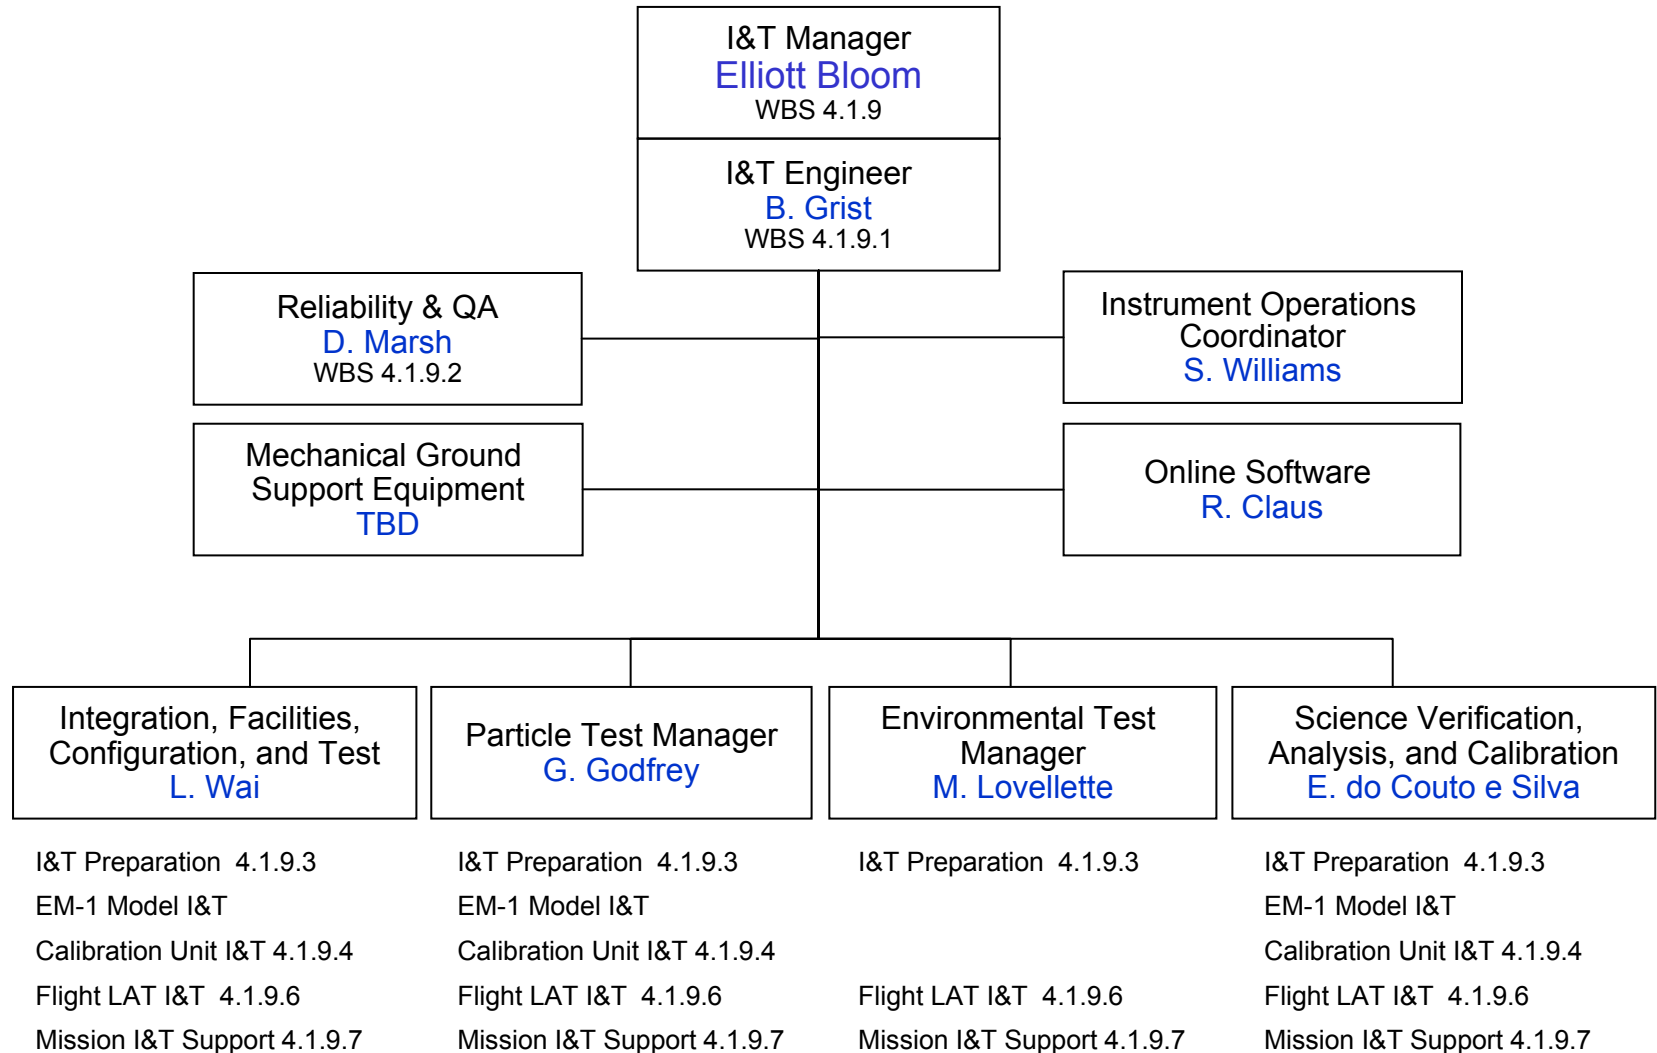 I&T Manager
Elliott Bloom
WBS 4.1.9
I&T Engineer
B. Grist
WBS 4.1.9.1
Reliability & QA
D. Marsh
WBS 4.1.9.2
Instrument Operations
Coordinator
S. Williams
Mechanical Ground
Support Equipment
TBD
Online Software
R. Claus
Integration, Facilities,
Configuration, and Test
L. Wai
Particle Test Manager
G. Godfrey
Environmental Test
Manager
M. Lovellette
Science Verification,
Analysis, and Calibration
E. do Couto e Silva
I&T Preparation 4.1.9.3
EM-1 Model I&T
Calibration Unit I&T 4.1.9.4
Flight LAT I&T 4.1.9.6
Mission I&T Support 4.1.9.7
I&T Preparation 4.1.9.3
EM-1 Model I&T
Calibration Unit I&T 4.1.9.4
Flight LAT I&T 4.1.9.6
Mission I&T Support 4.1.9.7
I&T Preparation 4.1.9.3
Flight LAT I&T 4.1.9.6
Mission I&T Support 4.1.9.7
I&T Preparation 4.1.9.3
EM-1 Model I&T
Calibration Unit I&T 4.1.9.4
Flight LAT I&T 4.1.9.6
Mission I&T Support 4.1.9.7